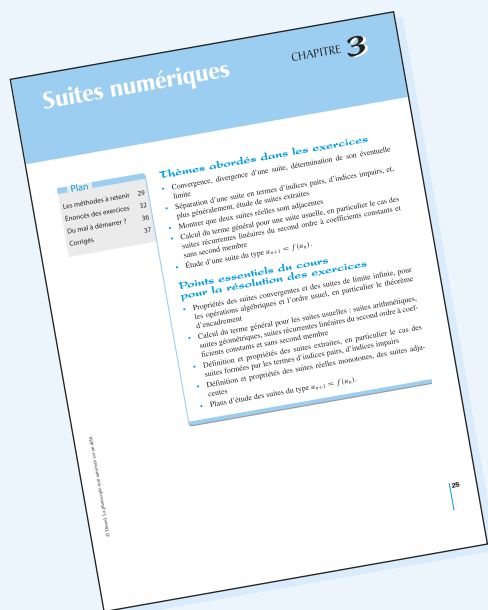 CHAPITRE 3
Suites numériques
Plan
Les méthodes à retenir 29
Énoncés des exercices 32
Du mal à démarrer ? 36
Corrigés 37
Thèmes abordés dans les exercices
• Convergence, divergence d'une suite, détermination de son éventuelle
limite
• Séparation d'une suite en termes d'indices pairs, d'indices impairs, et,
plus généralement, étude de suites extraites
• Montrer que deux suites réelles sont adjacentes
• Calcul du terme général pour une suite usuelle, en particulier le cas des
suites récurrentes linéaires du second ordre à coefficients constants et
sans second membre
• Étude d'une suite du type uₙ₊₁ = f(uₙ).
Points essentiels du cours
pour la résolution des exercices
• Propriétés des suites convergentes et des suites de limite infinie, pour
les opérations algébriques et l'ordre usuel, en particulier le théorème
d'encadrement
• Calcul du terme général pour les suites usuelles : suites arithmétiques,
suites géométriques, suites récurrentes linéaires du second ordre à coef-
ficients constants et sans second membre
• Définition et propriétés des suites extraites, en particulier le cas des
suites formées par les termes d'indices pairs, d'indices impairs
• Définition et propriétés des suites réelles monotones, des suites adja-
centes
• Plans d'étude des suites du type uₙ₊₁ = f(uₙ).
© Dunod. La photocopie non autorisée est un délit.
25